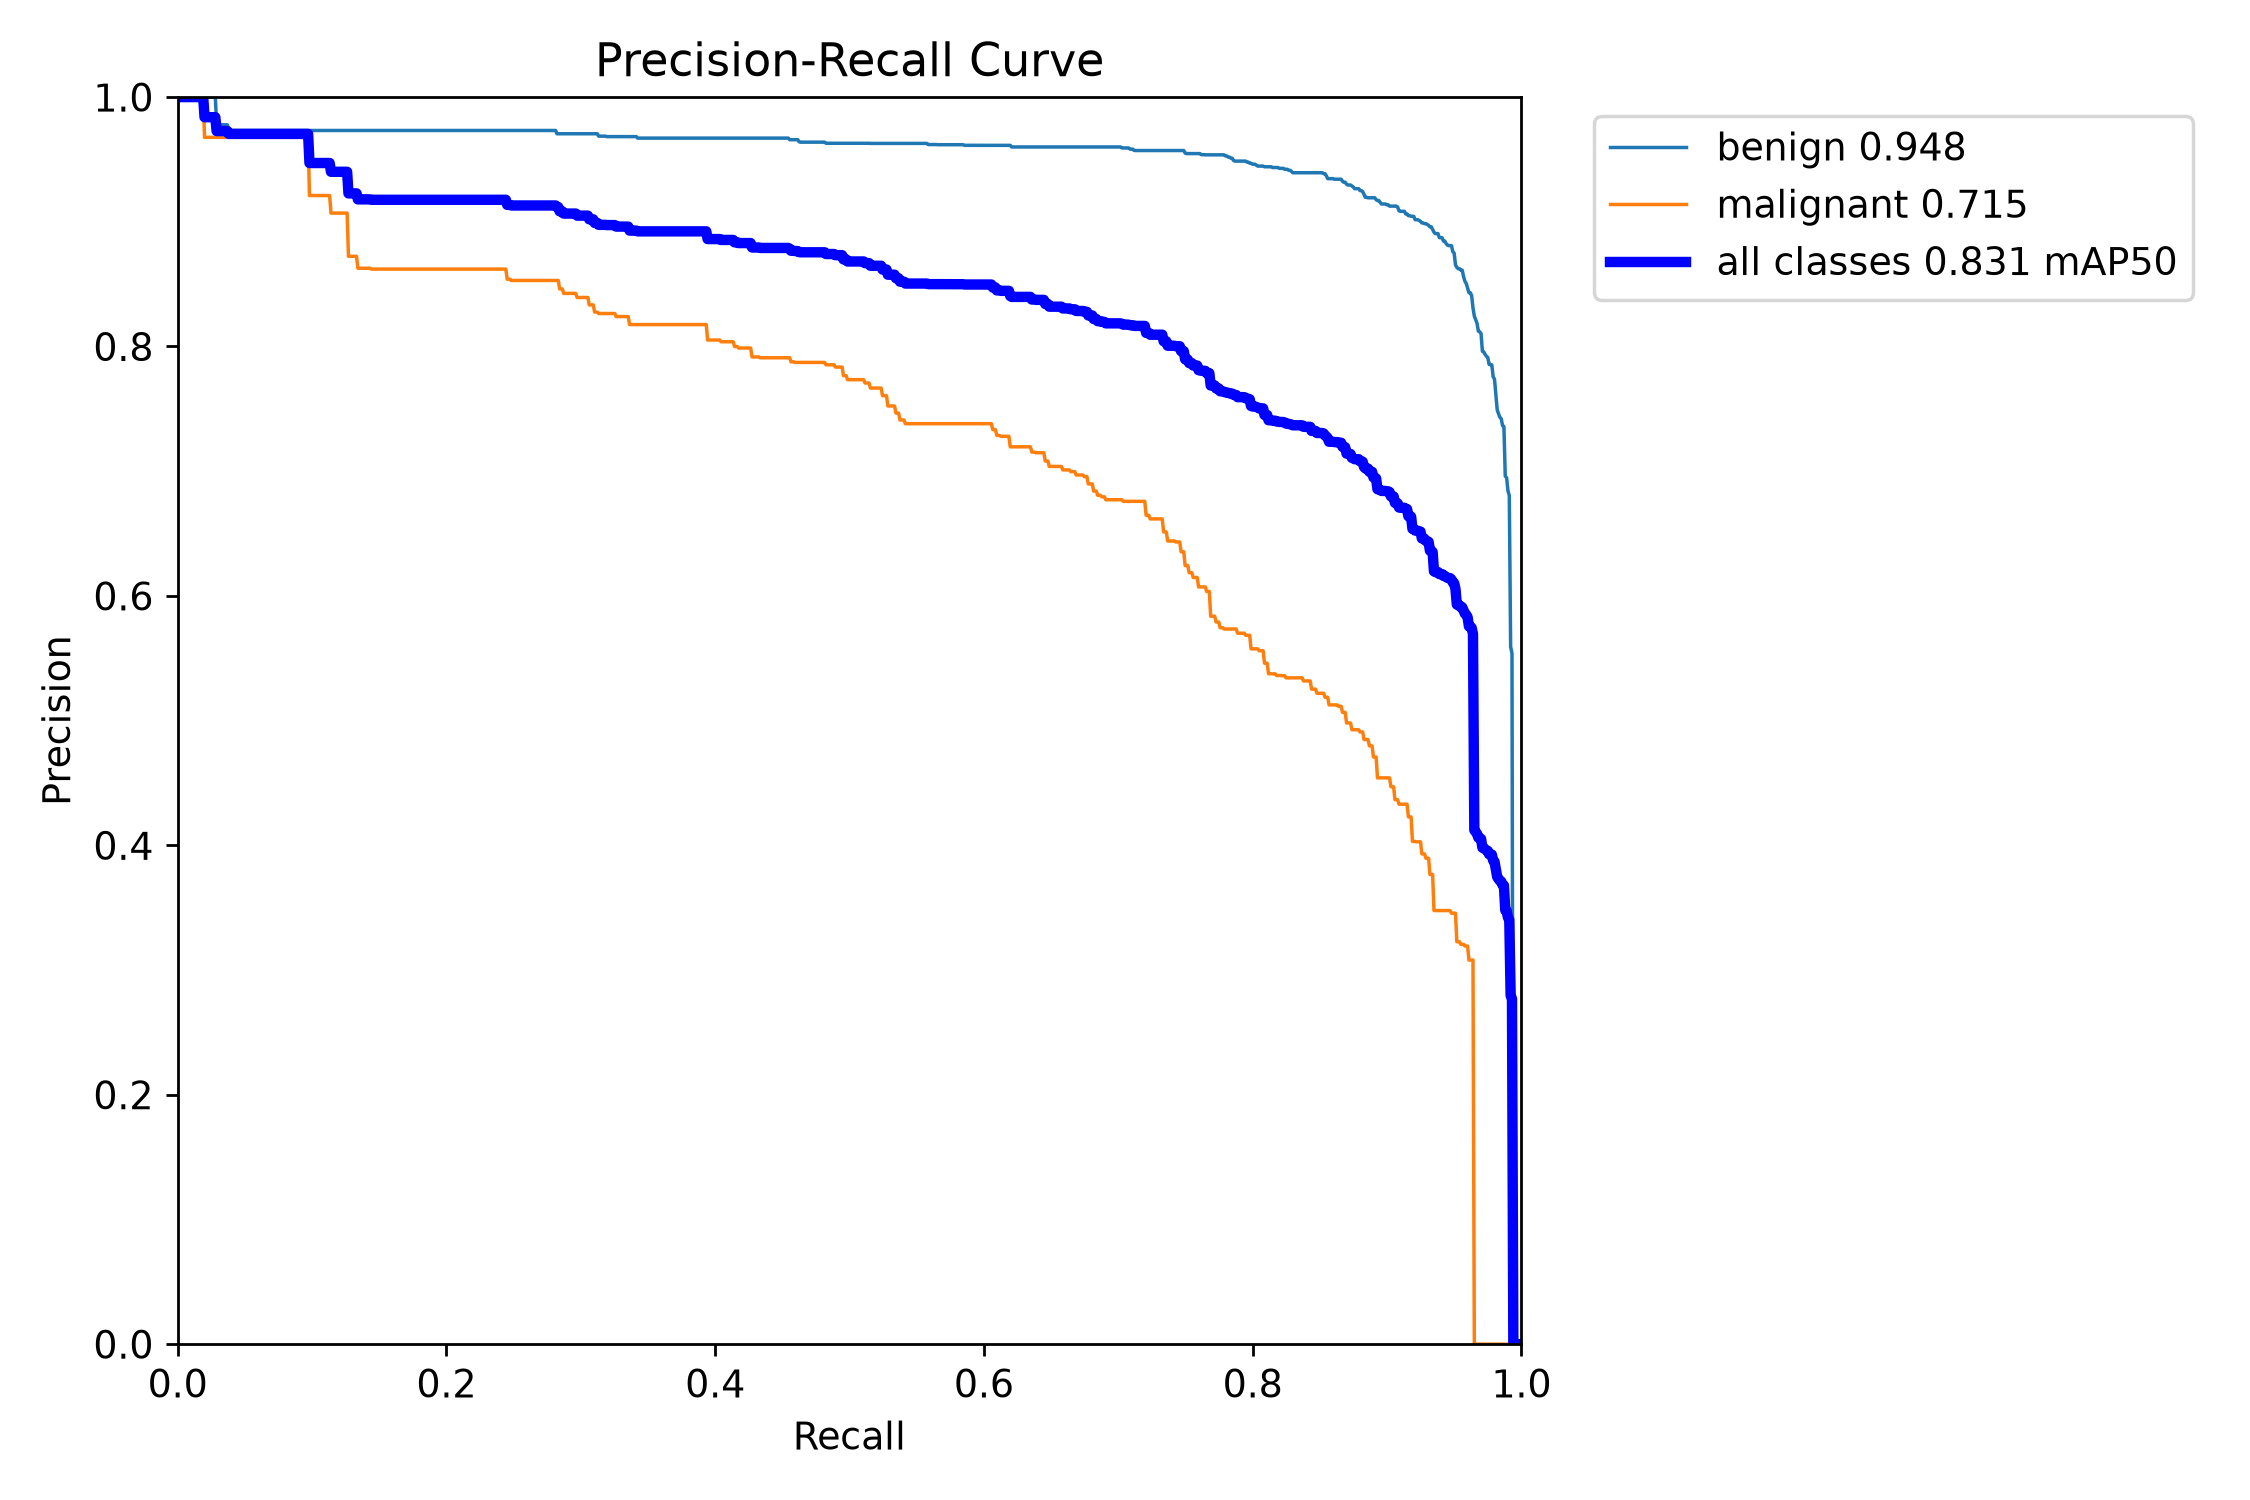 Precision-Recall Curve
benign 0.948
malignant 0.715
all classes 0.831 mAP50
Precision
1.0
0.8
0.6
0.4
0.2
0.0
0.0 0.2 0.4 0.6 0.8 1.0
Recall